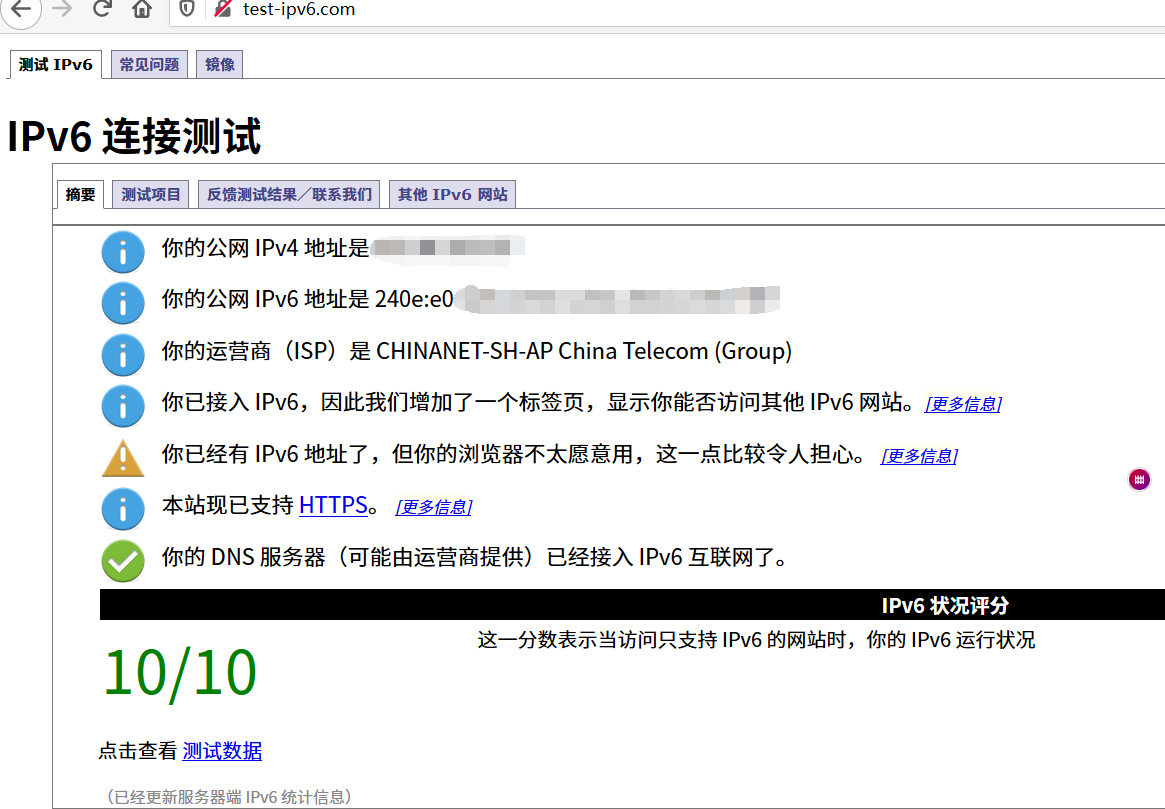 test-ipv6.com
测试 IPv6 常见问题 镜像
IPv6 连接测试
摘要 测试项目 反馈测试结果／联系我们 其他 IPv6 网站
你的公网 IPv4 地址是
你的公网 IPv6 地址是 240e:e0
你的运营商（ISP）是 CHINANET-SH-AP China Telecom (Group)
你已接入 IPv6，因此我们增加了一个标签页，显示你能否访问其他 IPv6 网站。 [更多信息]
你已经有 IPv6 地址了，但你的浏览器不太愿意用，这一点比较令人担心。 [更多信息]
本站现已支持 HTTPS。 [更多信息]
你的 DNS 服务器（可能由运营商提供）已经接入 IPv6 互联网了。
IPv6 状况评分
10/10 这一分数表示当访问只支持 IPv6 的网站时，你的 IPv6 运行状况
点击查看 测试数据
（已经更新服务器端 IPv6 统计信息）